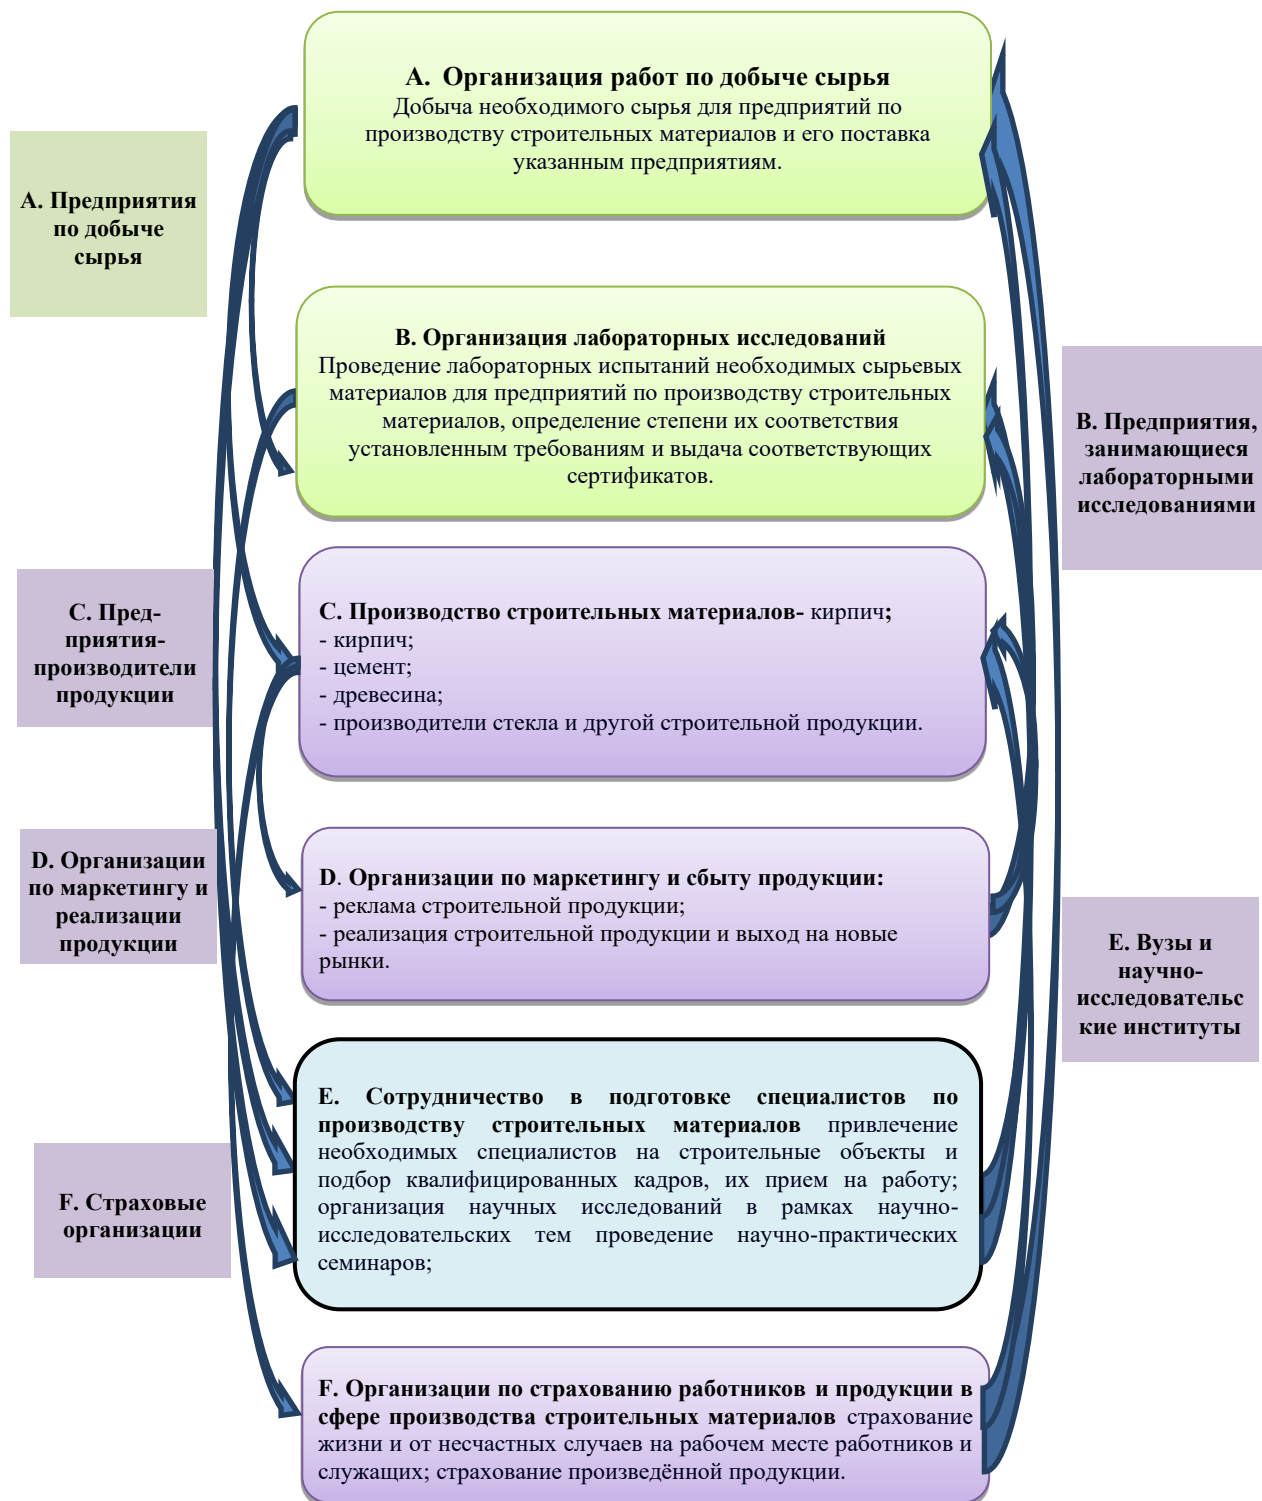 A. Организация работ по добыче сырья
Добыча необходимого сырья для предприятий по
производству строительных материалов и его поставка
указанным предприятиям.
A. Предприятия
по добыче
сырья
B. Организация лабораторных исследований
Проведение лабораторных испытаний необходимых сырьевых
материалов для предприятий по производству строительных
материалов, определение степени их соответствия
установленным требованиям и выдача соответствующих
сертификатов.
B. Предприятия,
занимающиеся
лабораторными
исследованиями
C. Пред-
приятия-
производители
продукции
C. Производство строительных материалов- кирпич;
- кирпич;
- цемент;
- древесина;
- производители стекла и другой строительной продукции.
D. Организации
по маркетингу и
реализации
продукции
D. Организации по маркетингу и сбыту продукции:
- реклама строительной продукции;
- реализация строительной продукции и выход на новые
рынки.
E. Вузы и
научно-
исследовательс
кие институты
E. Сотрудничество в подготовке специалистов по
производству строительных материалов привлечение
необходимых специалистов на строительные объекты и
подбор квалифицированных кадров, их прием на работу;
организация научных исследований в рамках научно-
исследовательских тем проведение научно-практических
семинаров;
F. Страховые
организации
F. Организации по страхованию работников и продукции в
сфере производства строительных материалов страхование
жизни и от несчастных случаев на рабочем месте работников и
служащих; страхование произведённой продукции.